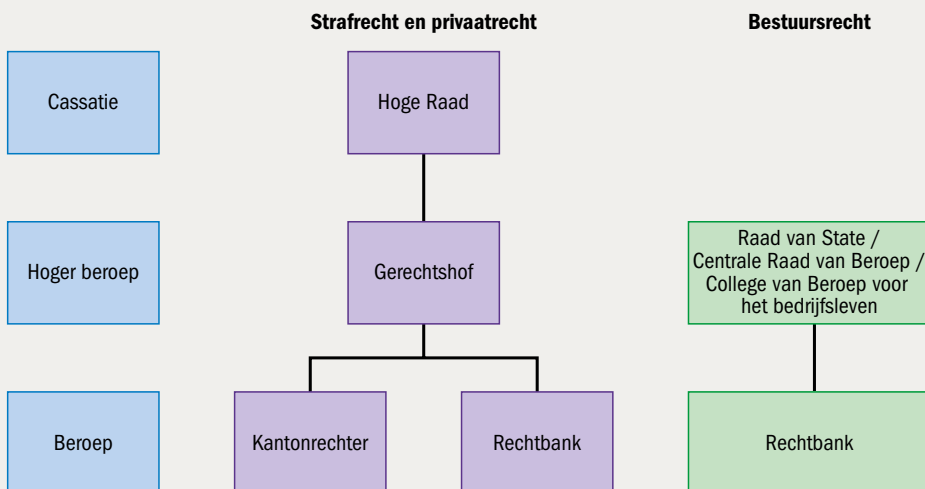 Strafrecht en privaatrecht
Bestuursrecht
Cassatie
Hoge Raad
Hoger beroep
Gerechtshof
Raad van State /
Centrale Raad van Beroep /
College van Beroep voor
het bedrijfsleven
Beroep
Kantonrechter
Rechtbank
Rechtbank